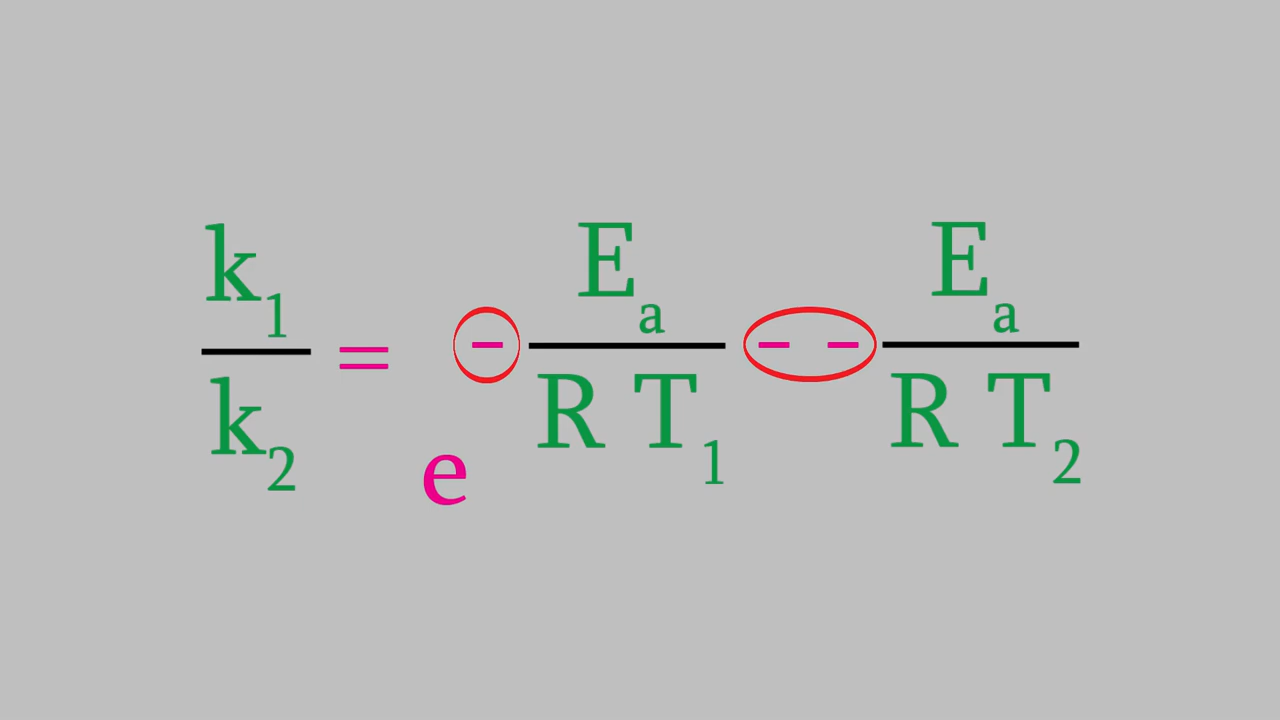 k₁/k₂ = e^(− Eₐ/(R T₁) − − Eₐ/(R T₂))